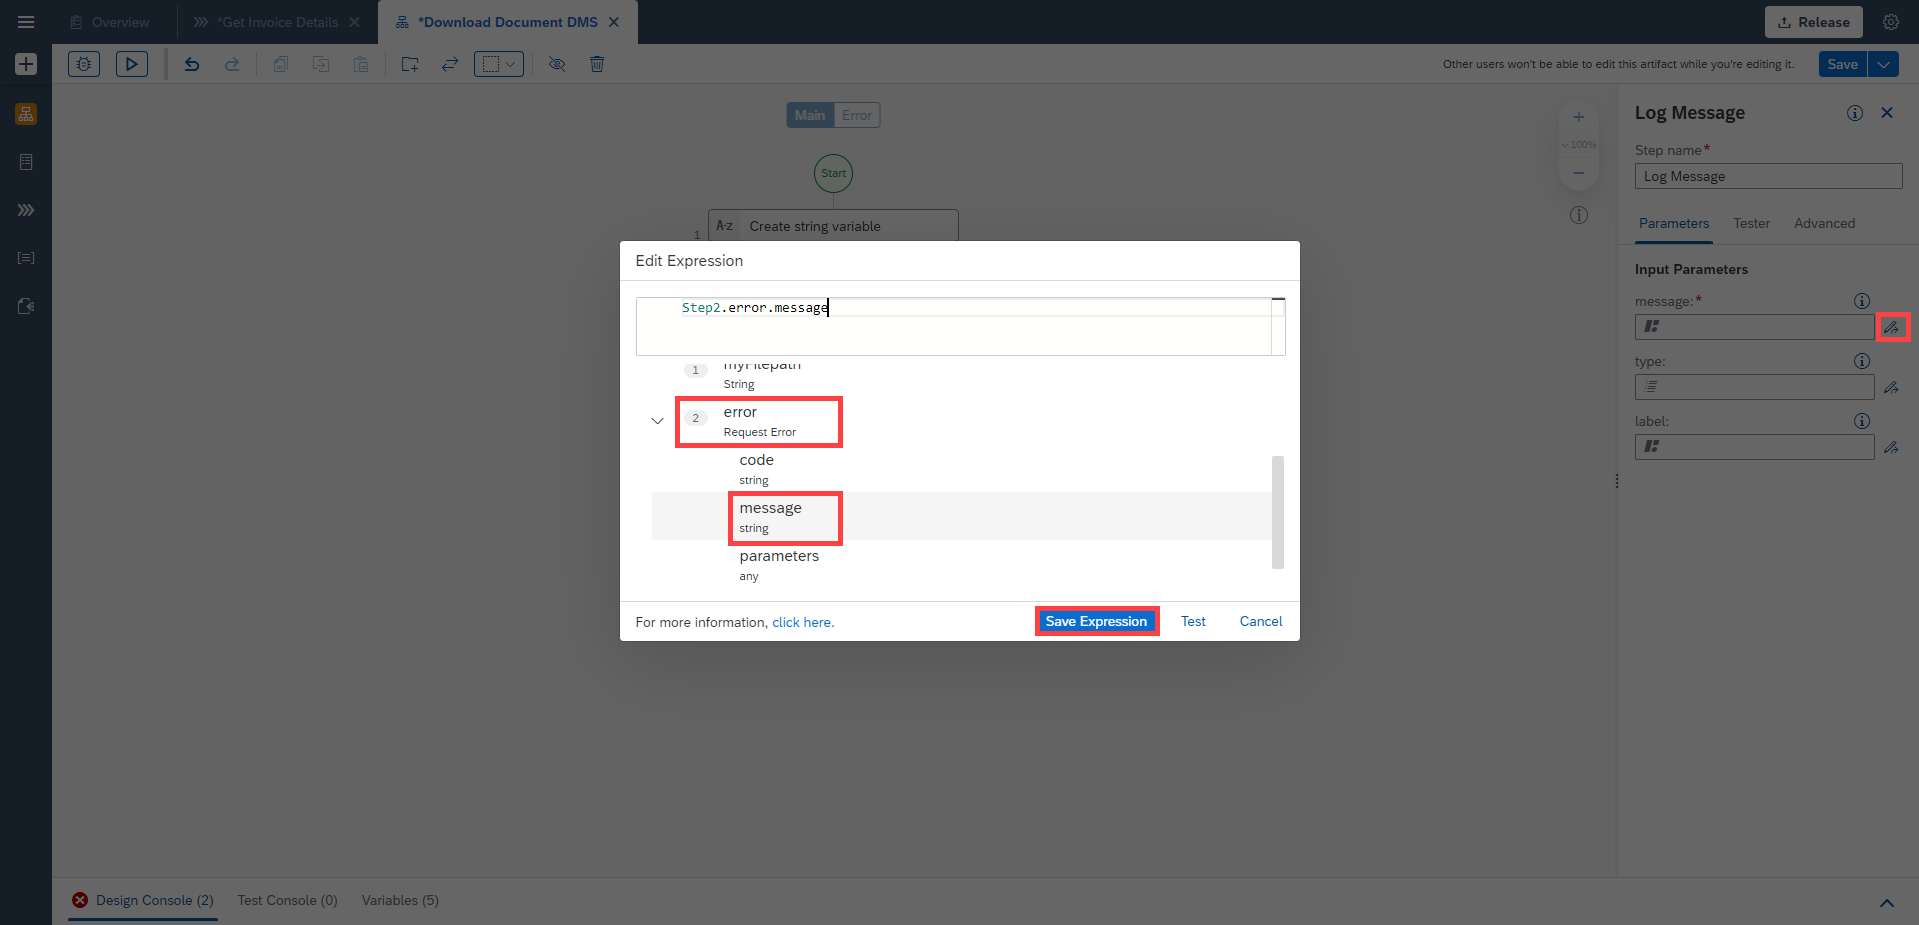 Overview
*Get Invoice Details
*Download Document DMS
Release
Other users won't be able to edit this artifact while you're editing it.
Save
Main
Error
100%
Start
1
A-z
Create string variable
Log Message
Step name*
Log Message
Parameters
Tester
Advanced
Input Parameters
message:*
type:
label:
Edit Expression
Step2.error.message
1
myFilepath
String
2
error
Request Error
code
string
message
string
parameters
any
For more information, click here.
Save Expression
Test
Cancel
Design Console (2)
Test Console (0)
Variables (5)